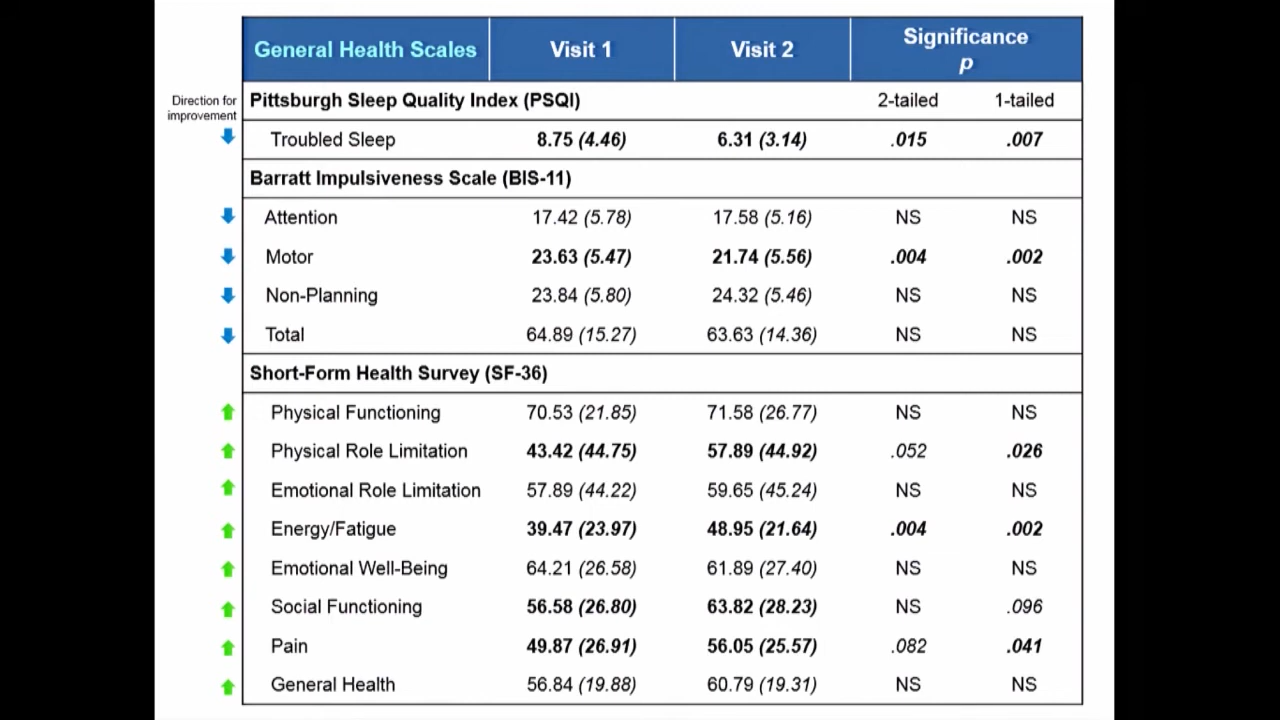 General Health Scales Visit 1 Visit 2 Significance p
Direction for improvement
Pittsburgh Sleep Quality Index (PSQI) 2-tailed 1-tailed
Troubled Sleep 8.75 (4.46) 6.31 (3.14) .015 .007
Barratt Impulsiveness Scale (BIS-11)
Attention 17.42 (5.78) 17.58 (5.16) NS NS
Motor 23.63 (5.47) 21.74 (5.56) .004 .002
Non-Planning 23.84 (5.80) 24.32 (5.46) NS NS
Total 64.89 (15.27) 63.63 (14.36) NS NS
Short-Form Health Survey (SF-36)
Physical Functioning 70.53 (21.85) 71.58 (26.77) NS NS
Physical Role Limitation 43.42 (44.75) 57.89 (44.92) .052 .026
Emotional Role Limitation 57.89 (44.22) 59.65 (45.24) NS NS
Energy/Fatigue 39.47 (23.97) 48.95 (21.64) .004 .002
Emotional Well-Being 64.21 (26.58) 61.89 (27.40) NS NS
Social Functioning 56.58 (26.80) 63.82 (28.23) NS .096
Pain 49.87 (26.91) 56.05 (25.57) .082 .041
General Health 56.84 (19.88) 60.79 (19.31) NS NS